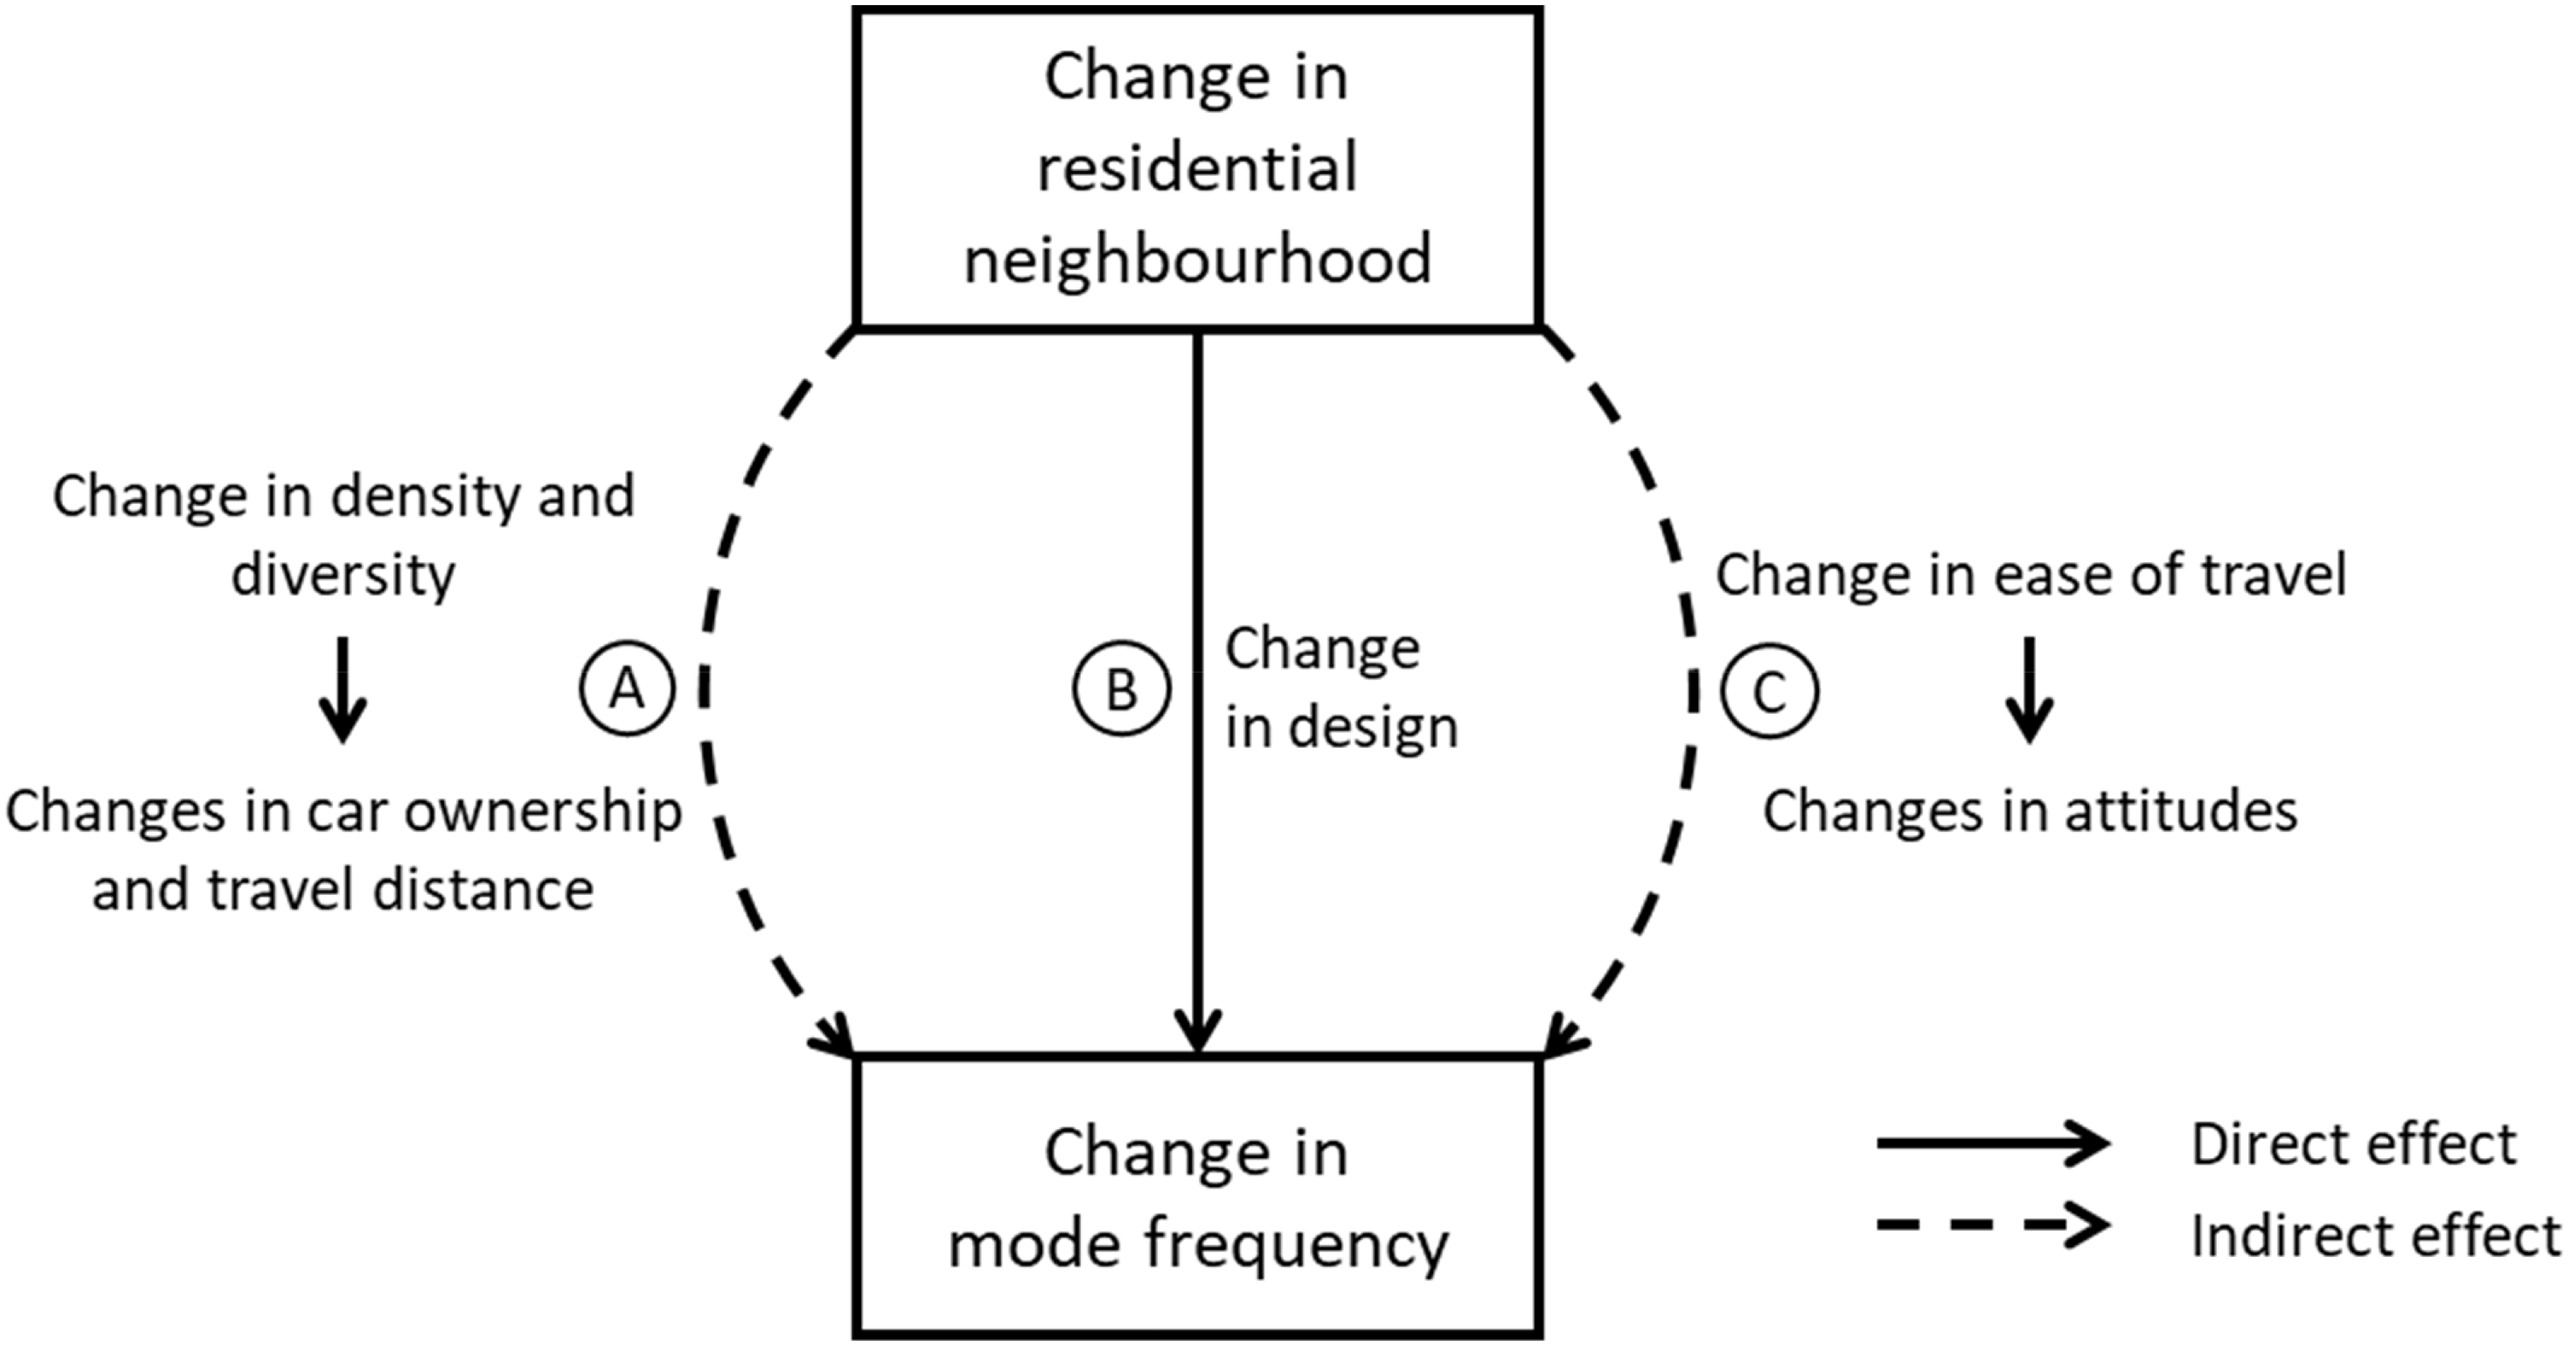 Change in
residential
neighbourhood
Change in density and
diversity
Changes in car ownership
and travel distance
A
B
Change
in design
C
Change in ease of travel
Changes in attitudes
Change in
mode frequency
Direct effect
Indirect effect